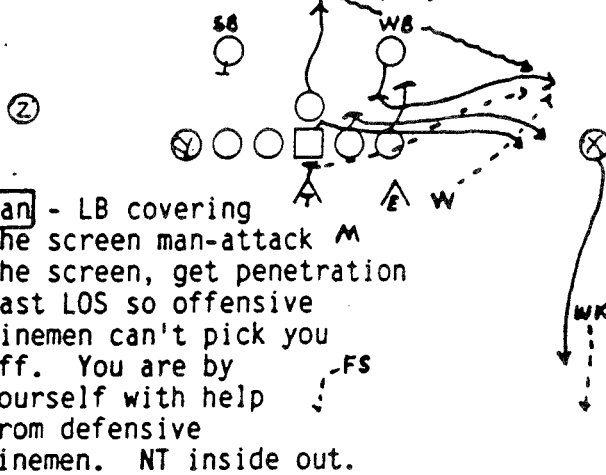 SB WB
Z
Y X
T E W
an - LB covering
he screen man-attack M
he screen, get penetration
ast LOS so offensive
inemen can't pick you
ff. You are by
ourself with help
rom defensive
inemen. NT inside out.
WK
FS